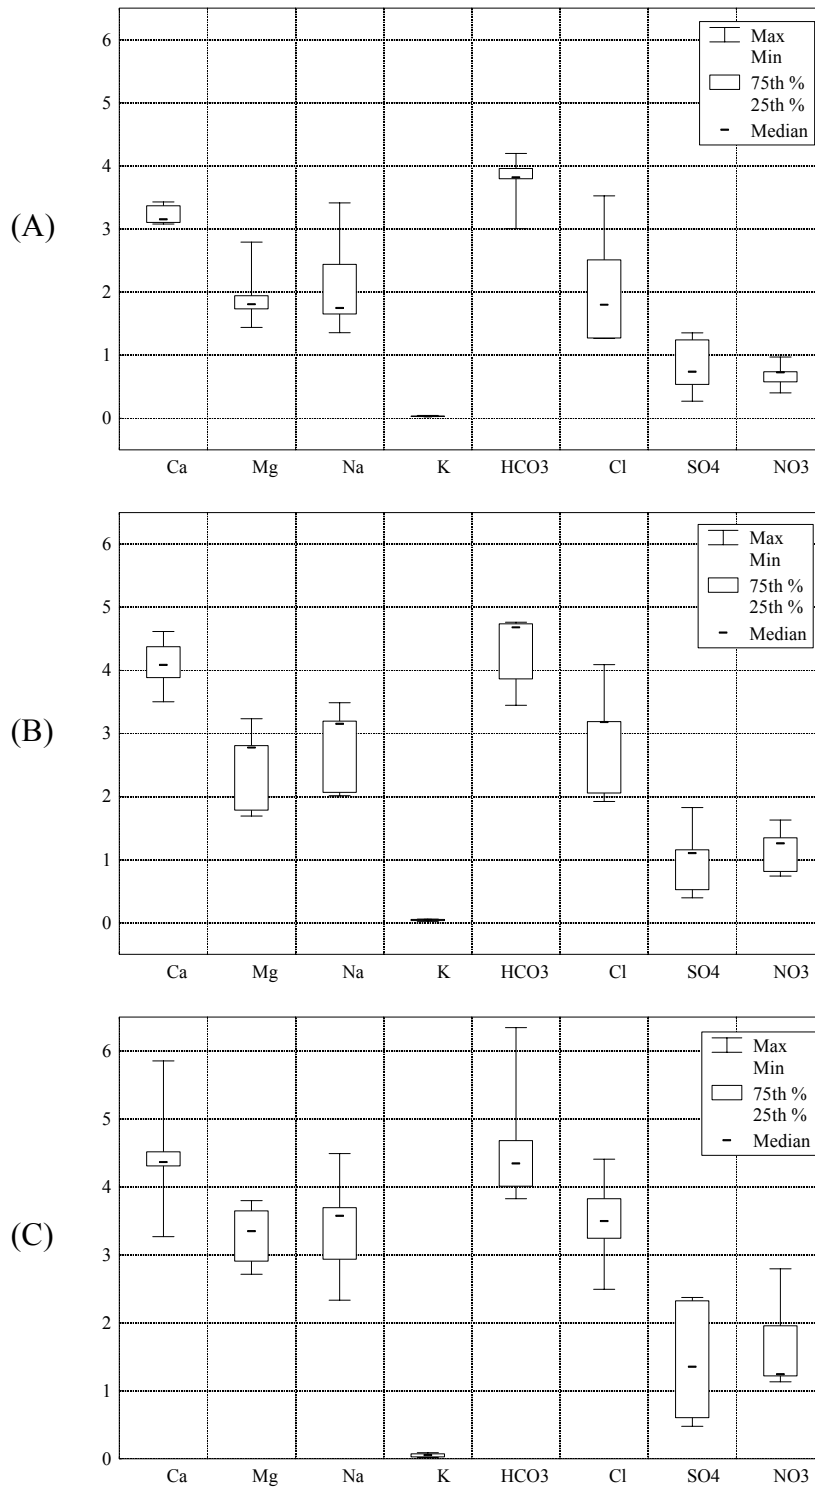 6
5
4
3
2
1
0
(A)
Max
Min
75th %
25th %
Median
Ca Mg Na K HCO3 Cl SO4 NO3
6
5
4
3
2
1
0
(B)
Max
Min
75th %
25th %
Median
Ca Mg Na K HCO3 Cl SO4 NO3
6
5
4
3
2
1
0
(C)
Max
Min
75th %
25th %
Median
Ca Mg Na K HCO3 Cl SO4 NO3